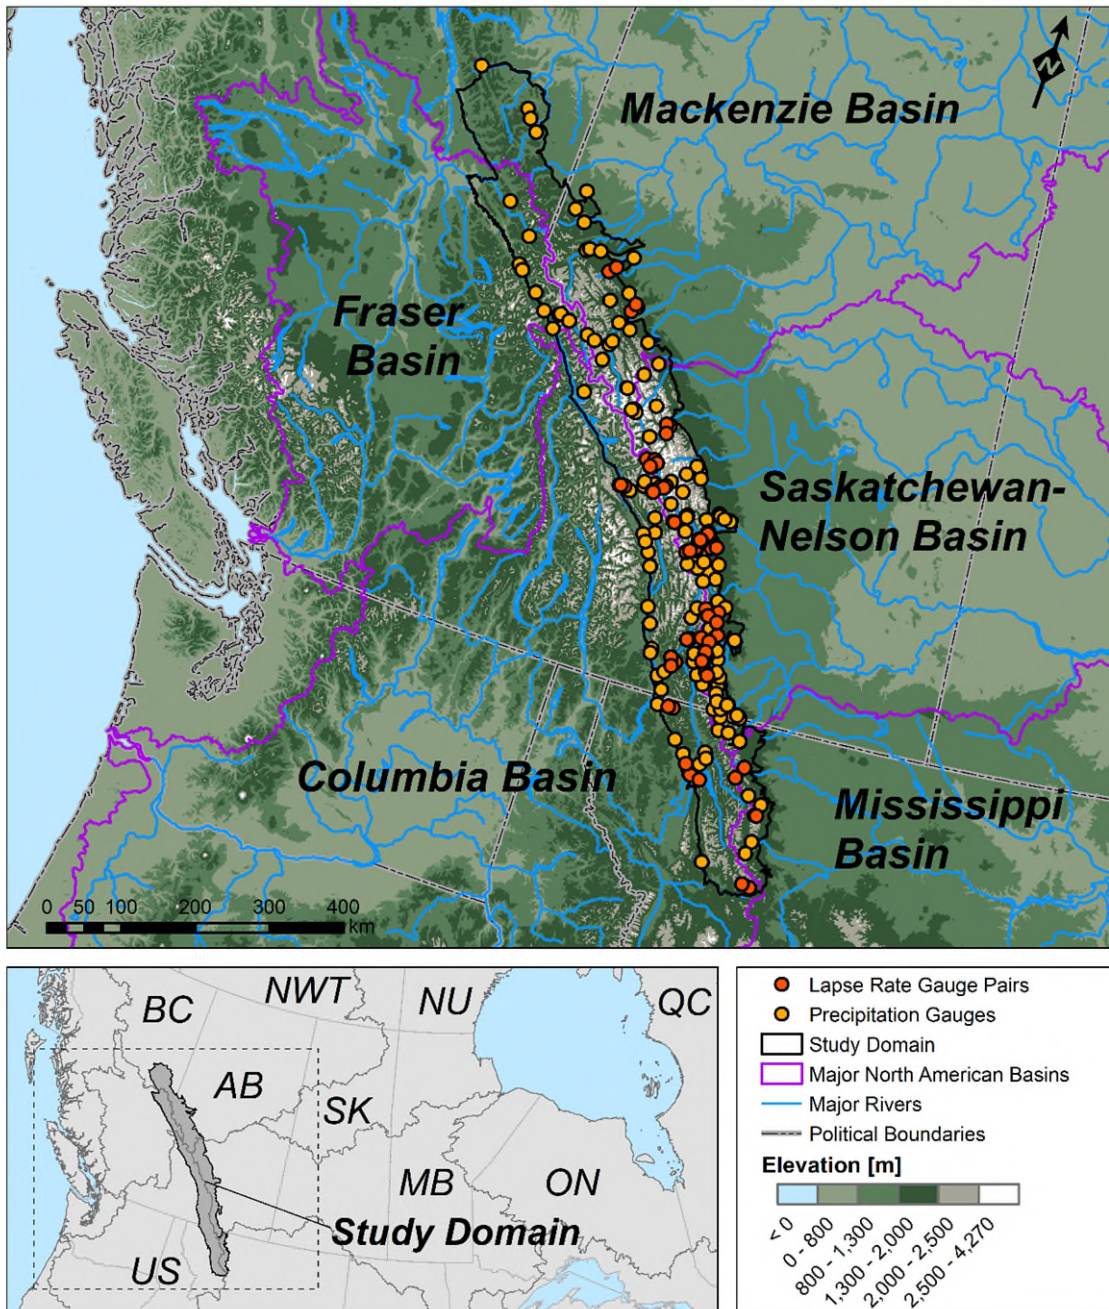 N
Mackenzie Basin
Fraser
Basin
Saskatchewan-
Nelson Basin
Columbia Basin
Mississippi
Basin
0 50 100 200 300 400
km
BC
NWT
NU
QC
AB
SK
MB
ON
Study Domain
US
Lapse Rate Gauge Pairs
Precipitation Gauges
Study Domain
Major North American Basins
Major Rivers
Political Boundaries
Elevation [m]
< 0
0 - 800
800 - 1,300
1,300 - 2,000
2,000 - 2,500
2,500 - 4,270